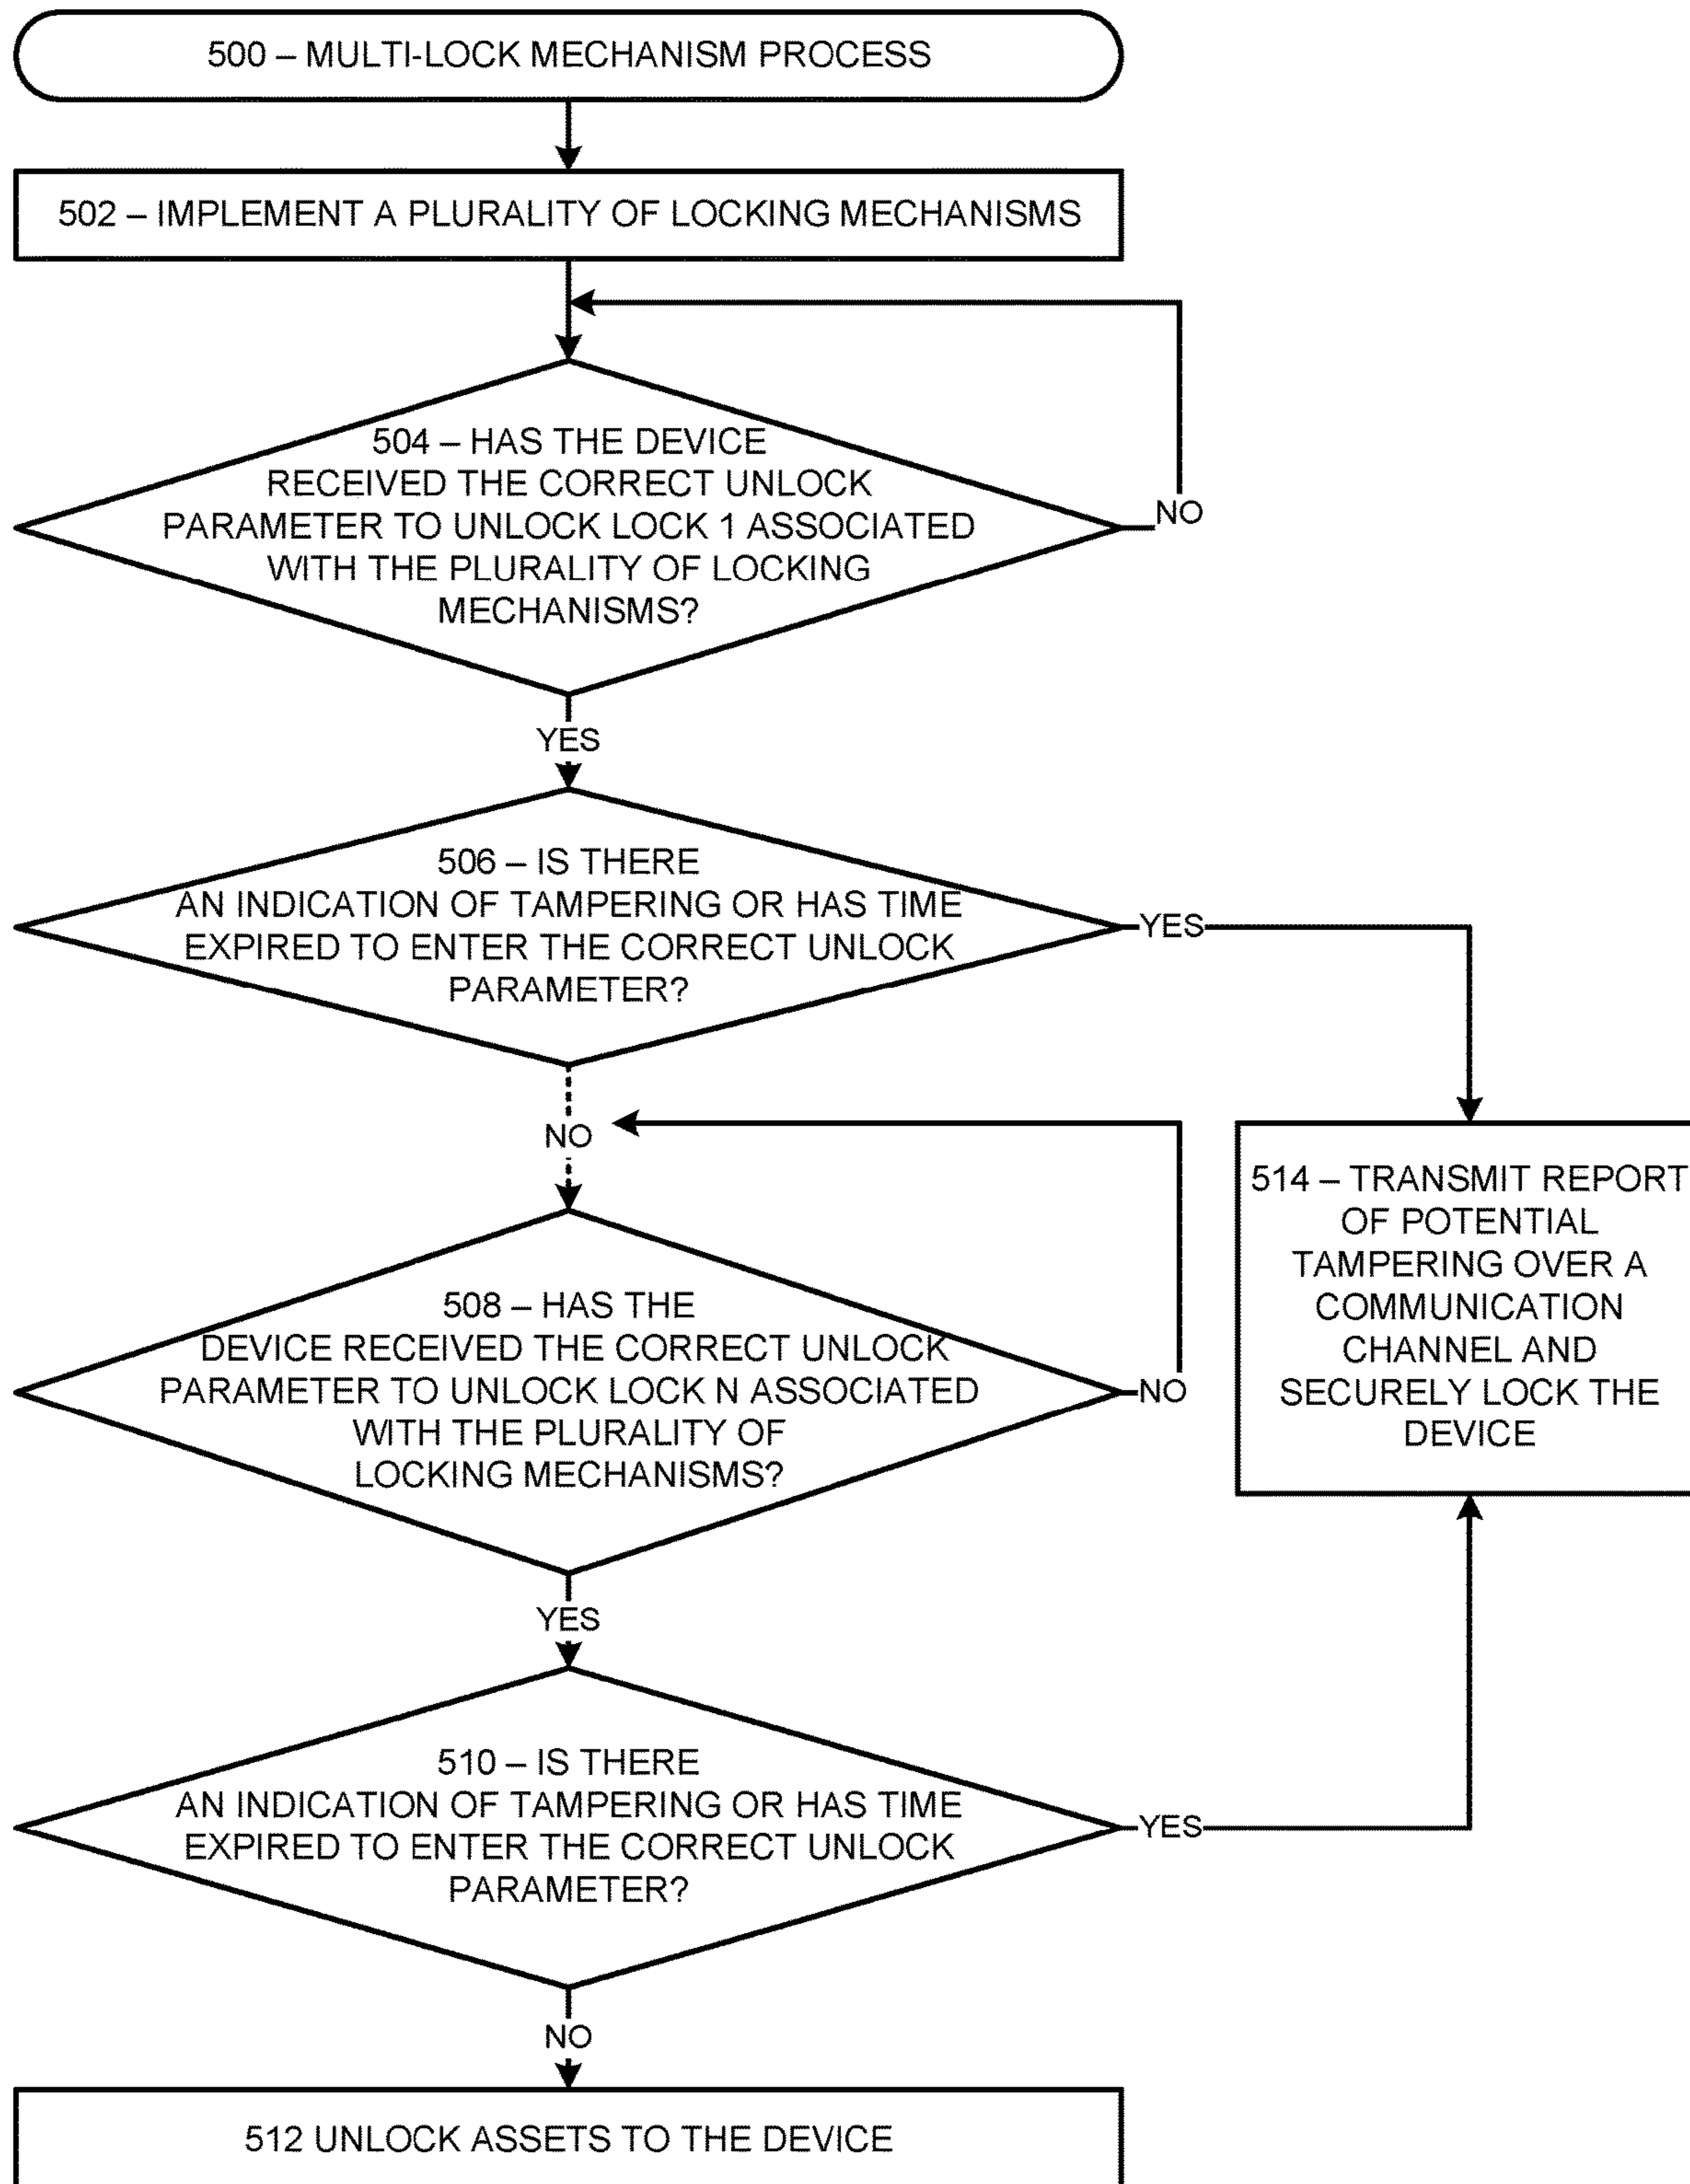 500 – MULTI-LOCK MECHANISM PROCESS
502 – IMPLEMENT A PLURALITY OF LOCKING MECHANISMS
504 – HAS THE DEVICE
RECEIVED THE CORRECT UNLOCK
PARAMETER TO UNLOCK LOCK 1 ASSOCIATED
WITH THE PLURALITY OF LOCKING
MECHANISMS?
NO
YES
506 – IS THERE
AN INDICATION OF TAMPERING OR HAS TIME
EXPIRED TO ENTER THE CORRECT UNLOCK
PARAMETER?
YES
NO
514 – TRANSMIT REPORT
OF POTENTIAL
TAMPERING OVER A
COMMUNICATION
CHANNEL AND
SECURELY LOCK THE
DEVICE
508 – HAS THE
DEVICE RECEIVED THE CORRECT UNLOCK
PARAMETER TO UNLOCK LOCK N ASSOCIATED
WITH THE PLURALITY OF
LOCKING MECHANISMS?
NO
YES
510 – IS THERE
AN INDICATION OF TAMPERING OR HAS TIME
EXPIRED TO ENTER THE CORRECT UNLOCK
PARAMETER?
YES
NO
512 UNLOCK ASSETS TO THE DEVICE